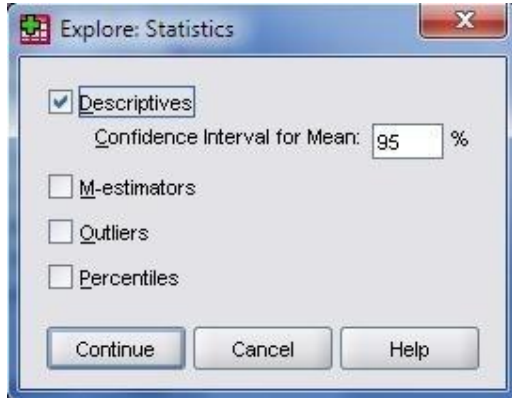 Explore: Statistics
Descriptives
Confidence Interval for Mean: 95 %
M-estimators
Outliers
Percentiles
Continue Cancel Help